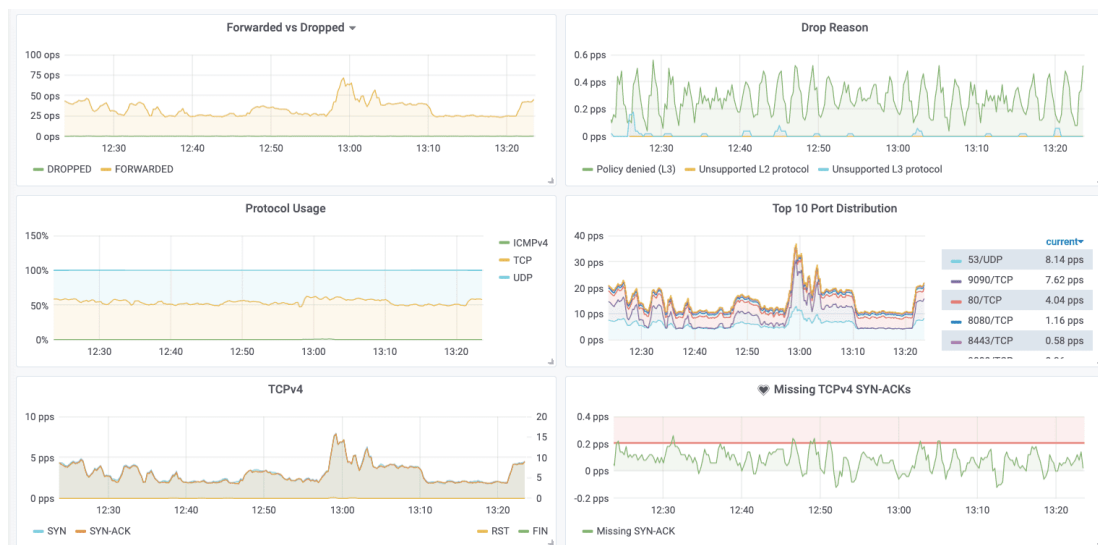 Forwarded vs Dropped
100 ops
75 ops
50 ops
25 ops
0 ops
12:30 12:40 12:50 13:00 13:10 13:20
DROPPED FORWARDED
Drop Reason
0.6 pps
0.4 pps
0.2 pps
0 pps
12:30 12:40 12:50 13:00 13:10 13:20
Policy denied (L3) Unsupported L2 protocol Unsupported L3 protocol
Protocol Usage
150%
100%
50%
0%
12:30 12:40 12:50 13:00 13:10 13:20
ICMPv4
TCP
UDP
Top 10 Port Distribution
40 pps
30 pps
20 pps
10 pps
0 pps
12:30 12:40 12:50 13:00 13:10 13:20
current
53/UDP 8.14 pps
9090/TCP 7.62 pps
80/TCP 4.04 pps
8080/TCP 1.16 pps
8443/TCP 0.58 pps
TCPv4
10 pps
5 pps
0 pps
20
15
10
5
0
12:30 12:40 12:50 13:00 13:10 13:20
SYN SYN-ACK RST FIN
Missing TCPv4 SYN-ACKs
0.4 pps
0.2 pps
0 pps
-0.2 pps
12:30 12:40 12:50 13:00 13:10 13:20
Missing SYN-ACK